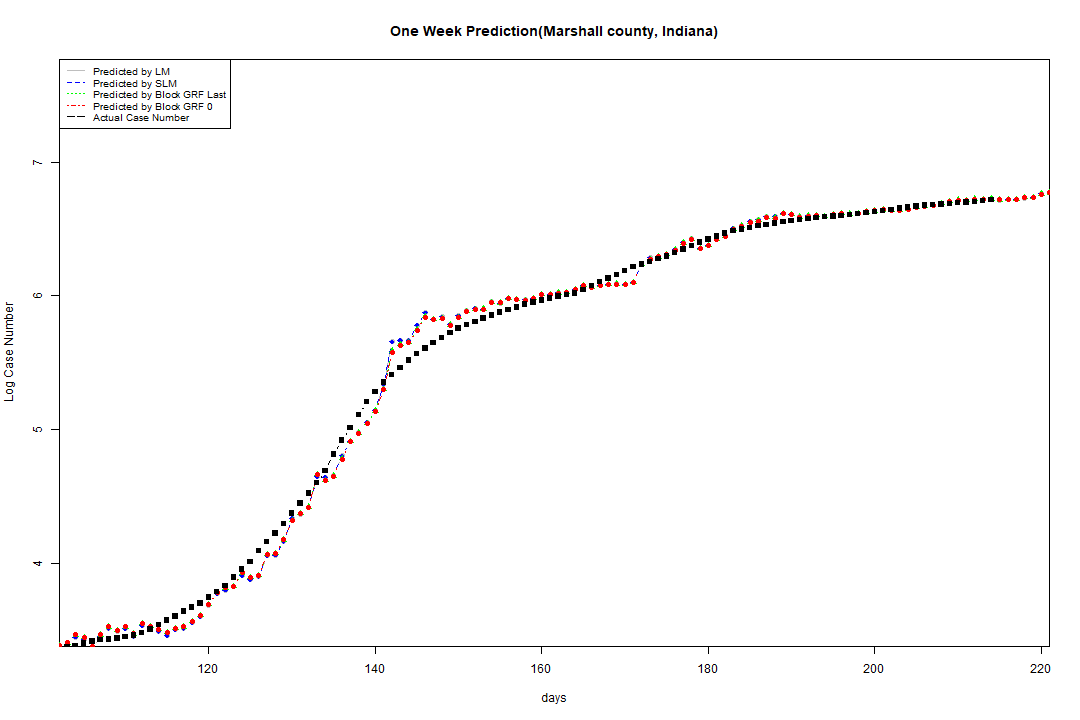 One Week Prediction(Marshall county, Indiana)
Predicted by LM
Predicted by SLM
Predicted by Block GRF Last
Predicted by Block GRF 0
Actual Case Number
7
6
5
4
Log Case Number
120 140 160 180 200 220
days